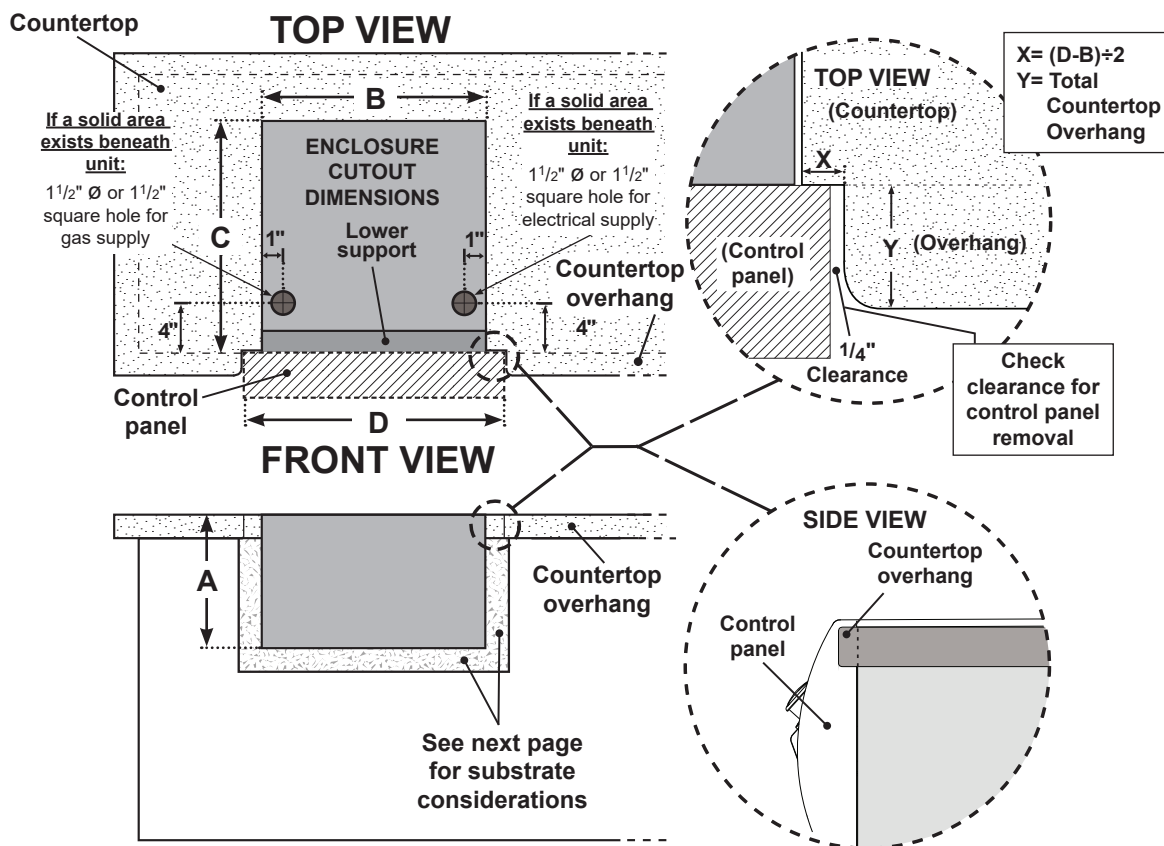 Countertop
TOP VIEW
B
If a solid area
exists beneath
unit:
1 1/2" Ø or 1 1/2"
square hole for
gas supply
If a solid area
exists beneath
unit:
1 1/2" Ø or 1 1/2"
square hole for
electrical supply
ENCLOSURE
CUTOUT
DIMENSIONS
C
Lower
support
1"
1"
4"
4"
Countertop
overhang
Control
panel
D
TOP VIEW
(Countertop)
X
(Control
panel)
Y
(Overhang)
1/4"
Clearance
X= (D-B)÷2
Y= Total
Countertop
Overhang
Check
clearance for
control panel
removal
FRONT VIEW
A
Countertop
overhang
See next page
for substrate
considerations
SIDE VIEW
Countertop
overhang
Control
panel